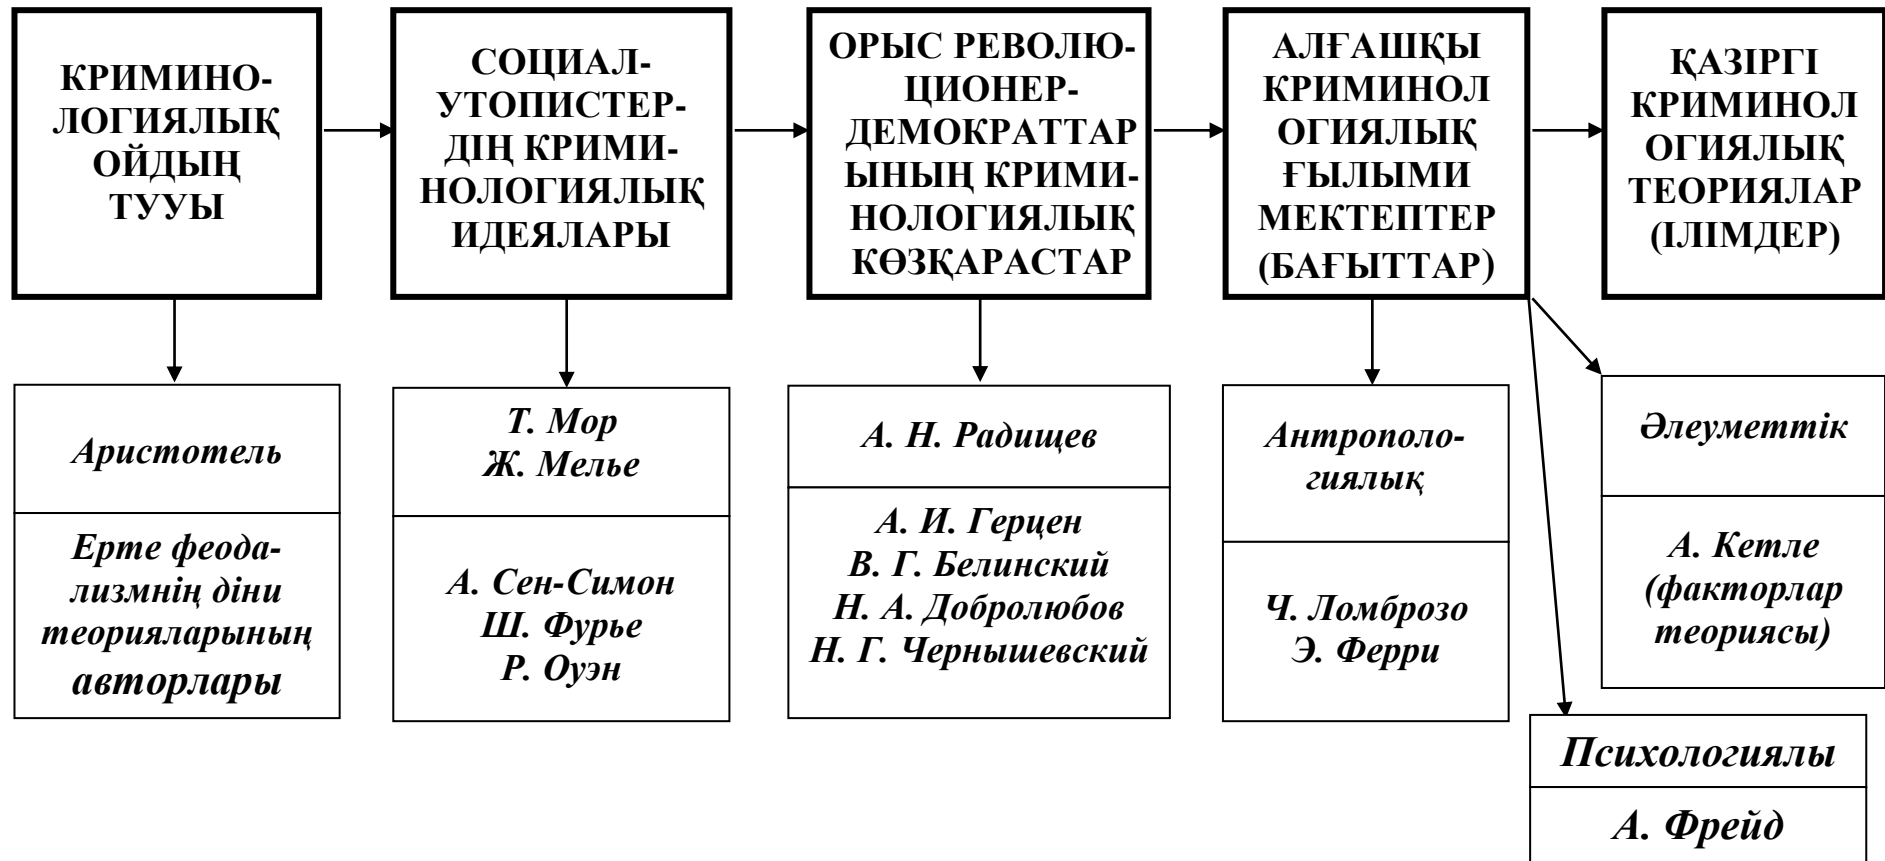 КРИМИНО-
ЛОГИЯЛЫҚ
ОЙДЫҢ
ТУУЫ
СОЦИАЛ-
УТОПИСТЕР-
ДІҢ КРИМИ-
НОЛОГИЯЛЫҚ
ИДЕЯЛАРЫ
ОРЫС РЕВОЛЮ-
ЦИОНЕР-
ДЕМОКРАТТАР
ЫНЫҢ КРИМИ-
НОЛОГИЯЛЫҚ
КӨЗҚАРАСТАР
АЛҒАШҚЫ
КРИМИНОЛ
ОГИЯЛЫҚ
ҒЫЛЫМИ
МЕКТЕПТЕР
(БАҒЫТТАР)
ҚАЗІРГІ
КРИМИНОЛ
ОГИЯЛЫҚ
ТЕОРИЯЛАР
(ІЛІМДЕР)
Аристотель
Ерте феода-
лизмнің діни
теорияларының
авторлары
Т. Мор
Ж. Мелье
А. Сен-Симон
Ш. Фурье
Р. Оуэн
А. Н. Радищев
А. И. Герцен
В. Г. Белинский
Н. А. Добролюбов
Н. Г. Чернышевский
Антрополо-
гиялық
Ч. Ломброзо
Э. Ферри
Әлеуметтік
А. Кетле
(факторлар
теориясы)
Психологиялы
А. Фрейд